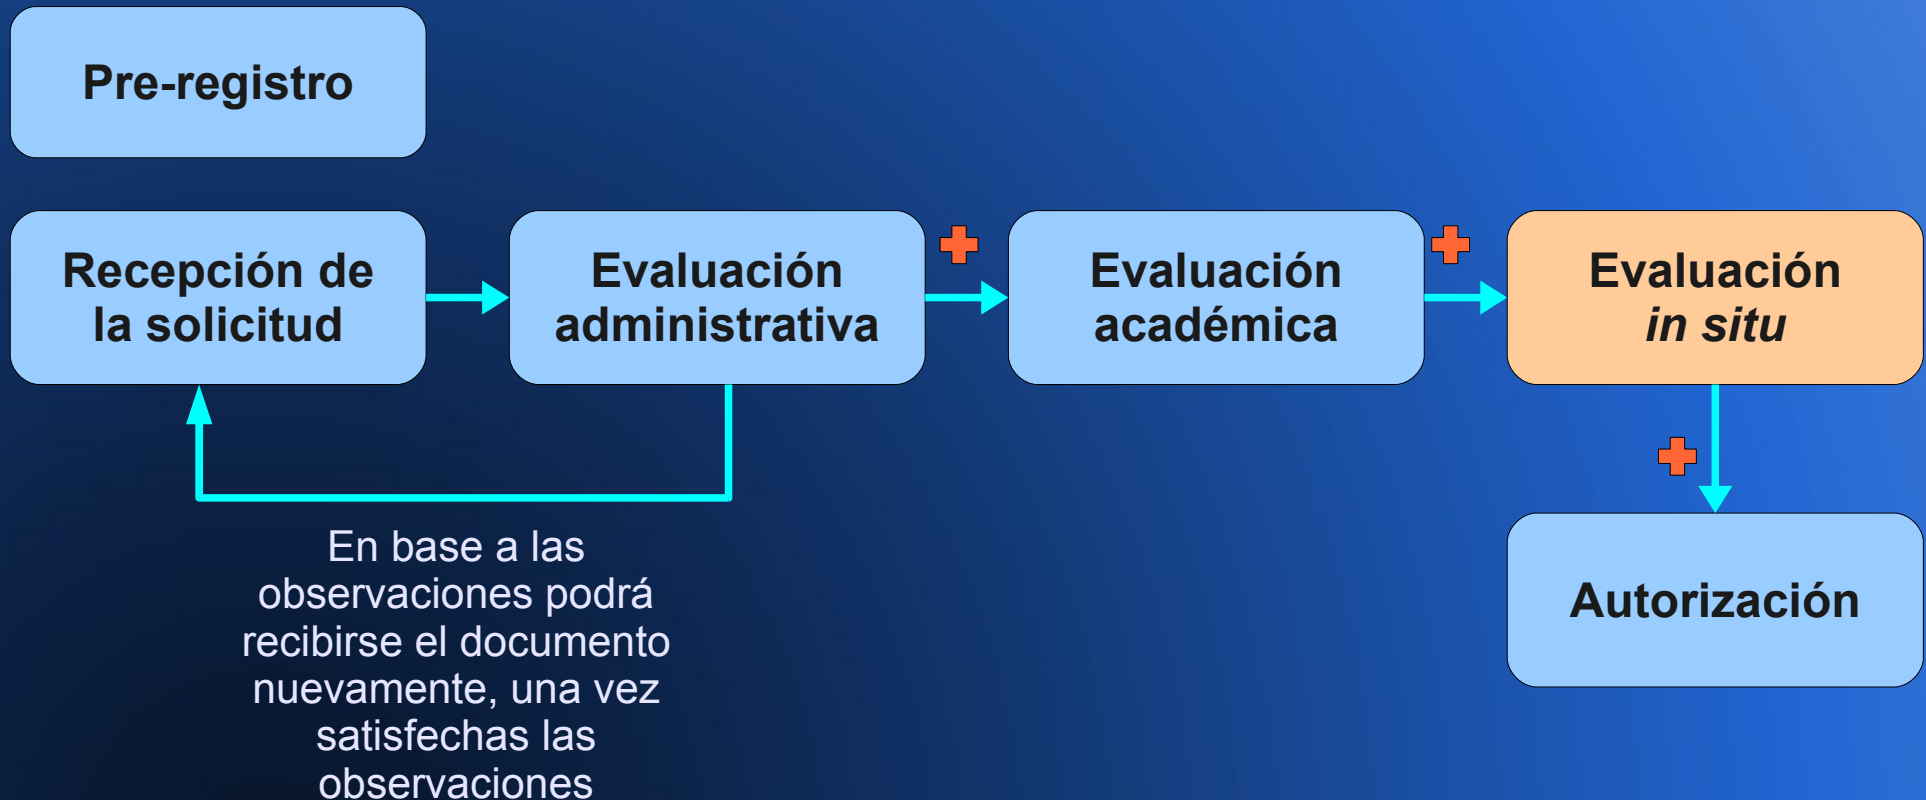 Pre-registro
Recepción de
la solicitud
Evaluación
administrativa
Evaluación
académica
Evaluación
in situ
En base a las
observaciones podrá
recibirse el documento
nuevamente, una vez
satisfechas las
observaciones
Autorización